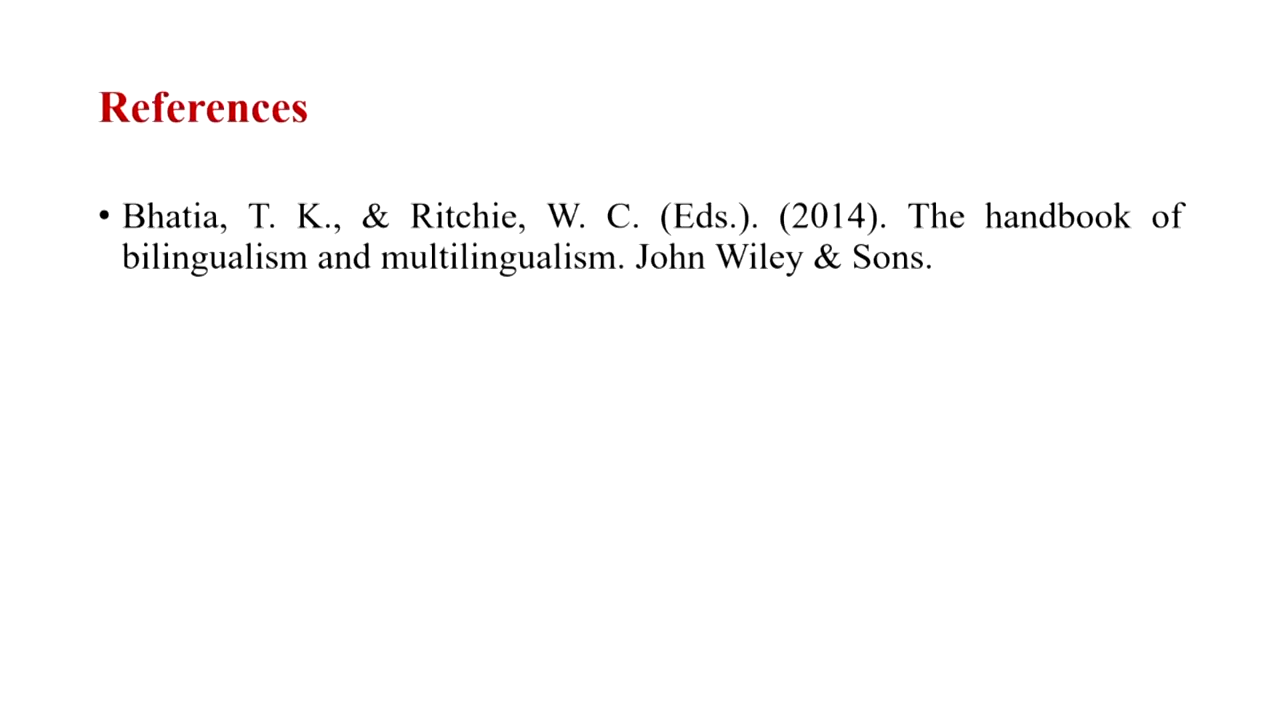 References
• Bhatia, T. K., & Ritchie, W. C. (Eds.). (2014). The handbook of
bilingualism and multilingualism. John Wiley & Sons.